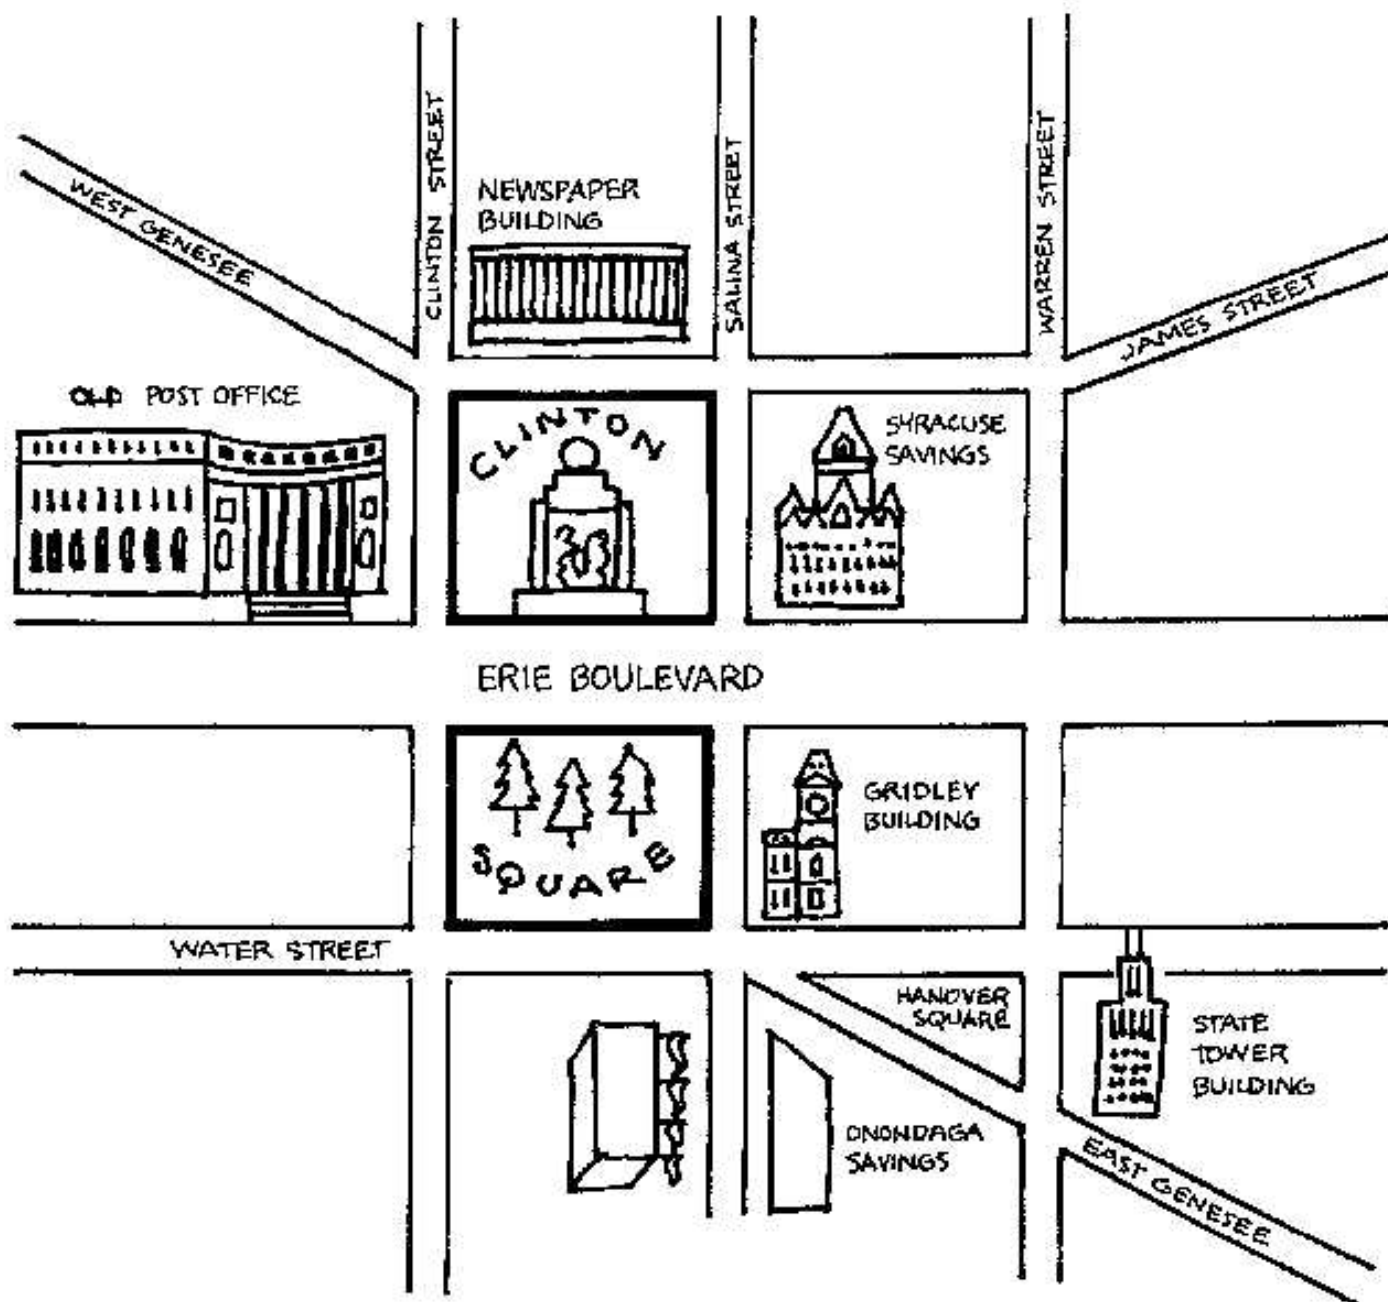 CLINTON STREET
SALINA STREET
WARREN STREET
WEST GENESEE
NEWSPAPER
BUILDING
JAMES STREET
OLD POST OFFICE
CLINTON
SYRACUSE
SAVINGS
ERIE BOULEVARD
SQUARE
GRIDLEY
BUILDING
WATER STREET
HANOVER
SQUARE
STATE
TOWER
BUILDING
ONONDAGA
SAVINGS
EAST GENESEE